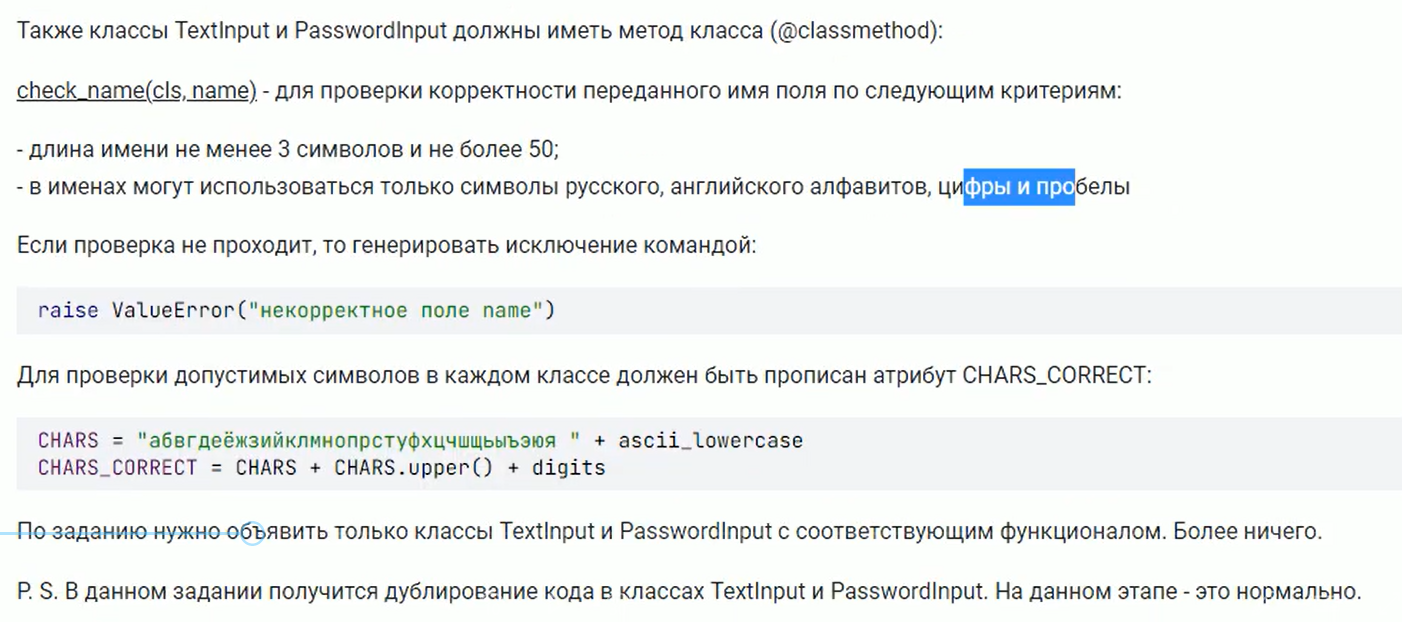 Также классы TextInput и PasswordInput должны иметь метод класса (@classmethod):
check_name(cls, name) - для проверки корректности переданного имя поля по следующим критериям:
- длина имени не менее 3 символов и не более 50;
- в именах могут использоваться только символы русского, английского алфавитов, цифры и пробелы
Если проверка не проходит, то генерировать исключение командой:
raise ValueError("некорректное поле name")
Для проверки допустимых символов в каждом классе должен быть прописан атрибут CHARS_CORRECT:
CHARS = "абвгдеёжзийклмнопрстуфхцчшщьыъэюя " + ascii_lowercase
CHARS_CORRECT = CHARS + CHARS.upper() + digits
По заданию нужно объявить только классы TextInput и PasswordInput с соответствующим функционалом. Более ничего.
P. S. В данном задании получится дублирование кода в классах TextInput и PasswordInput. На данном этапе - это нормально.